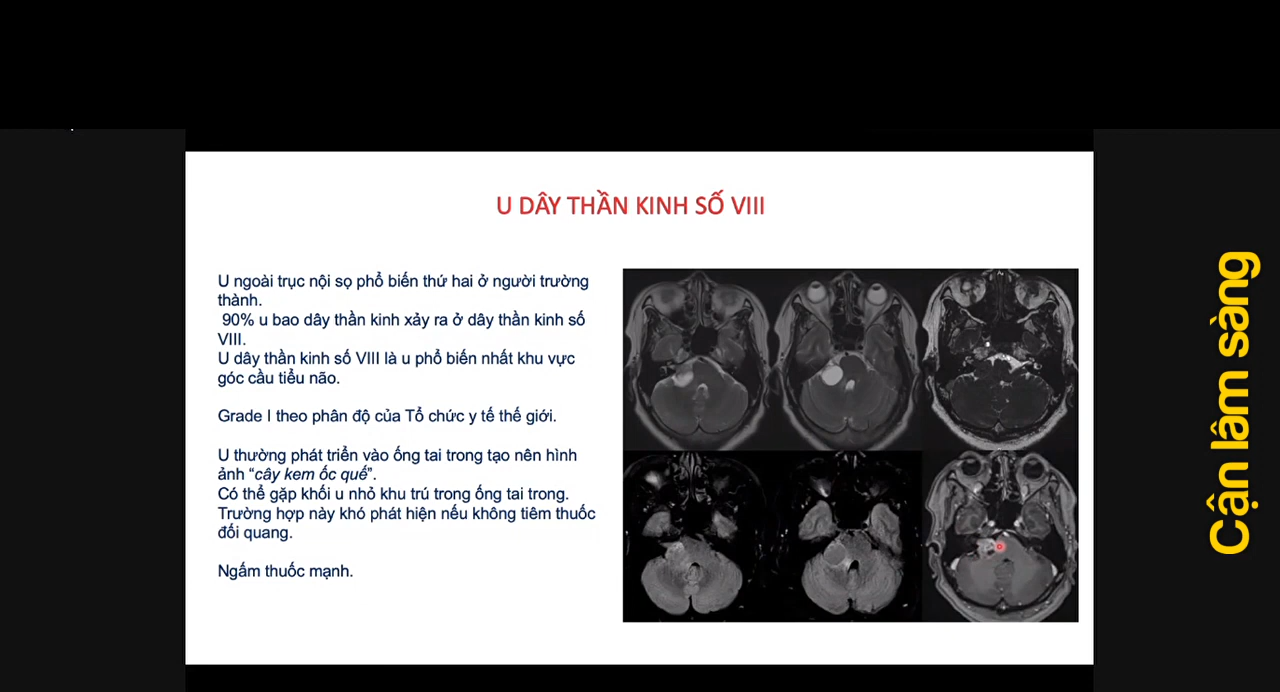 U DÂY THẦN KINH SỐ VIII
U ngoài trục nội sọ phổ biến thứ hai ở người trường
thành.
90% u bao dây thần kinh xảy ra ở dây thần kinh số
VIII.
U dây thần kinh số VIII là u phổ biến nhất khu vực
góc cầu tiểu não.
Grade I theo phân độ của Tổ chức y tế thế giới.
U thường phát triển vào ống tai trong tạo nên hình
ảnh “cây kem ốc quế”.
Có thể gặp khối u nhỏ khu trú trong ống tai trong.
Trường hợp này khó phát hiện nếu không tiêm thuốc
đối quang.
Ngấm thuốc mạnh.
Cận lâm sàng